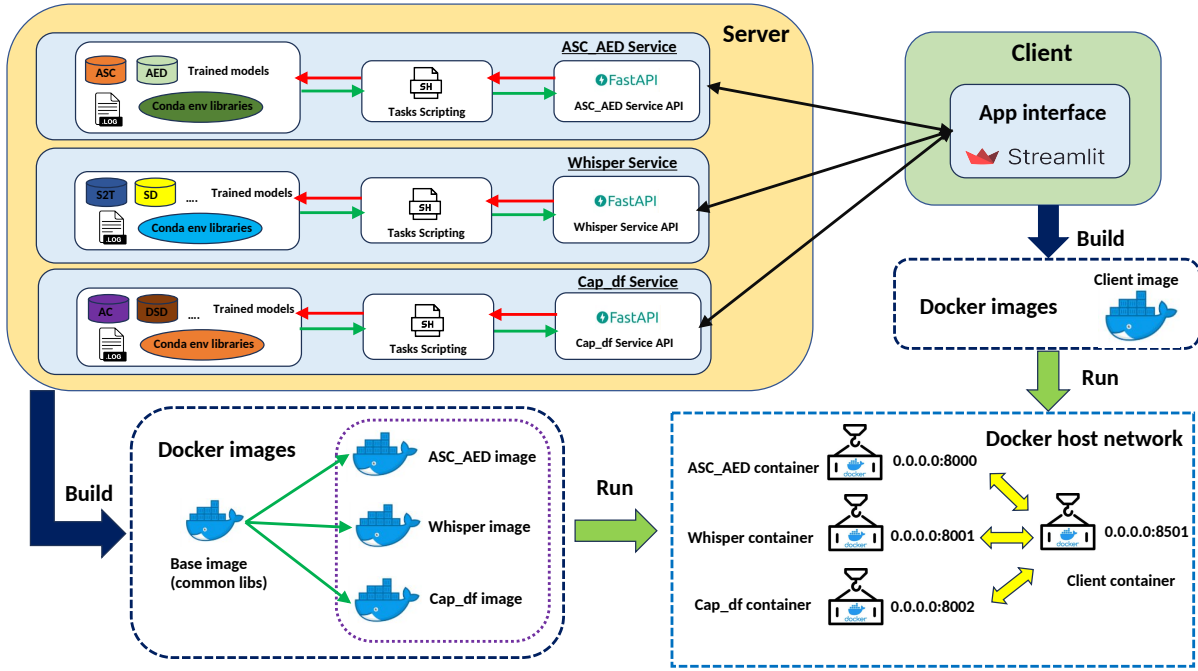 Server
ASC_AED Service
ASC
AED
Trained models
.LOG
Conda env libraries
SH
Tasks Scripting
FastAPI
ASC_AED Service API
Whisper Service
S2T
SD
....
Trained models
.LOG
Conda env libraries
SH
Tasks Scripting
FastAPI
Whisper Service API
Cap_df Service
AC
DSD
....
Trained models
.LOG
Conda env libraries
SH
Tasks Scripting
FastAPI
Cap_df Service API
Client
App interface
Streamlit
Build
Docker images
Client image
Run
Build
Docker images
Base image
(common libs)
ASC_AED image
Whisper image
Cap_df image
Run
Docker host network
ASC_AED container
docker
0.0.0.0:8000
Whisper container
docker
0.0.0.0:8001
Cap_df container
docker
0.0.0.0:8002
docker
0.0.0.0:8501
Client container